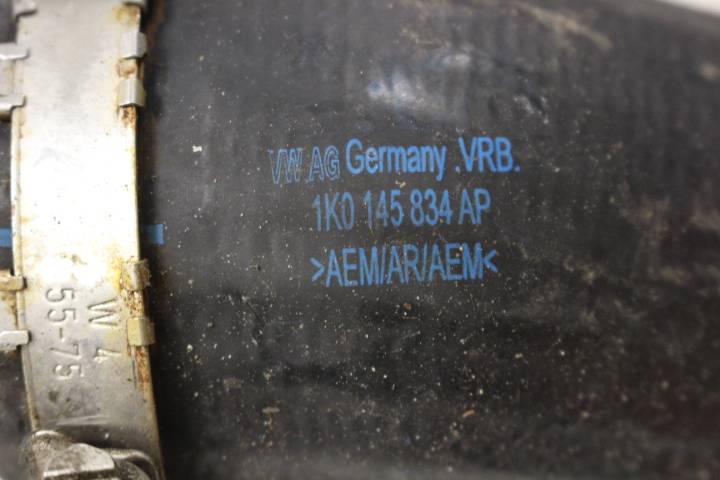 VW AG Germany .VRB.
1K0 145 834 AP
>AEM/AR/AEM<
W 4
55-75